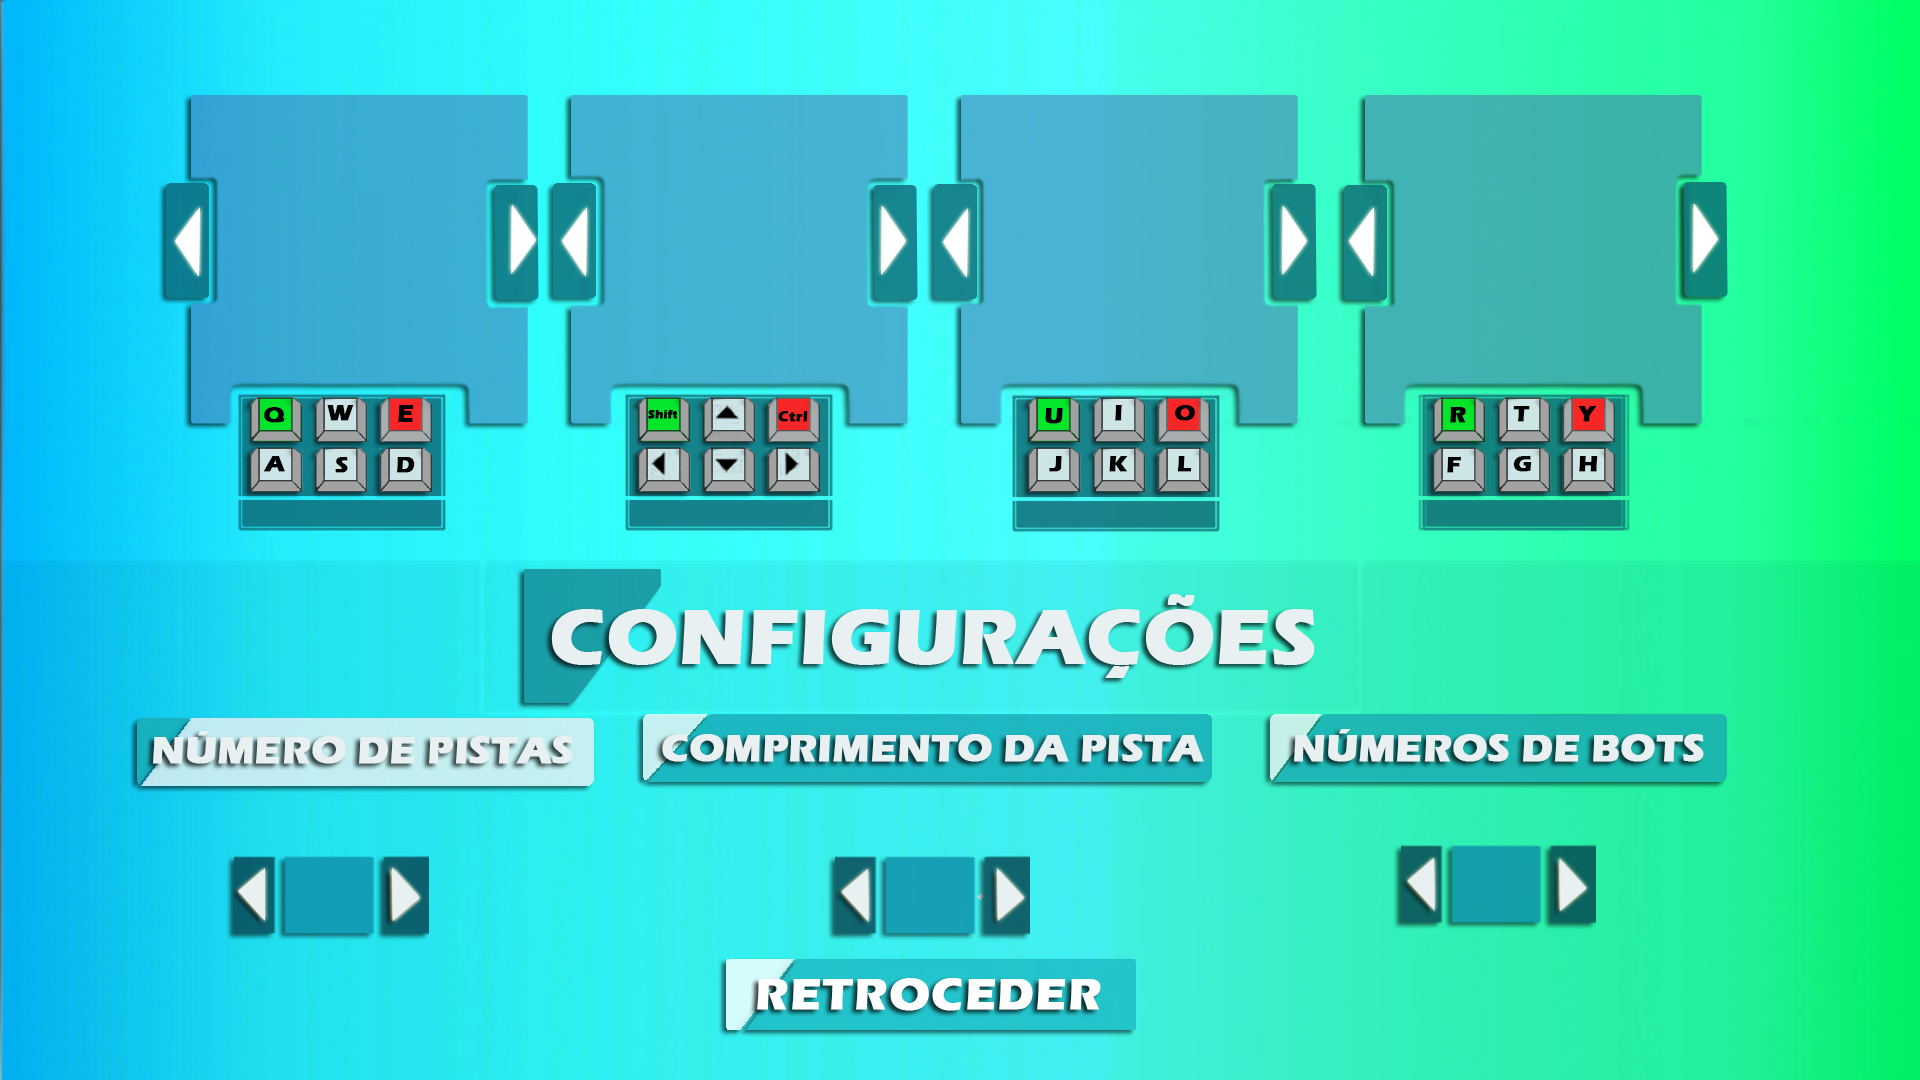 Q W E
A S D
Shift Ctrl
U I O
J K L
R T Y
F G H
CONFIGURAÇÕES
NÚMERO DE PISTAS
COMPRIMENTO DA PISTA
NÚMEROS DE BOTS
RETROCEDER